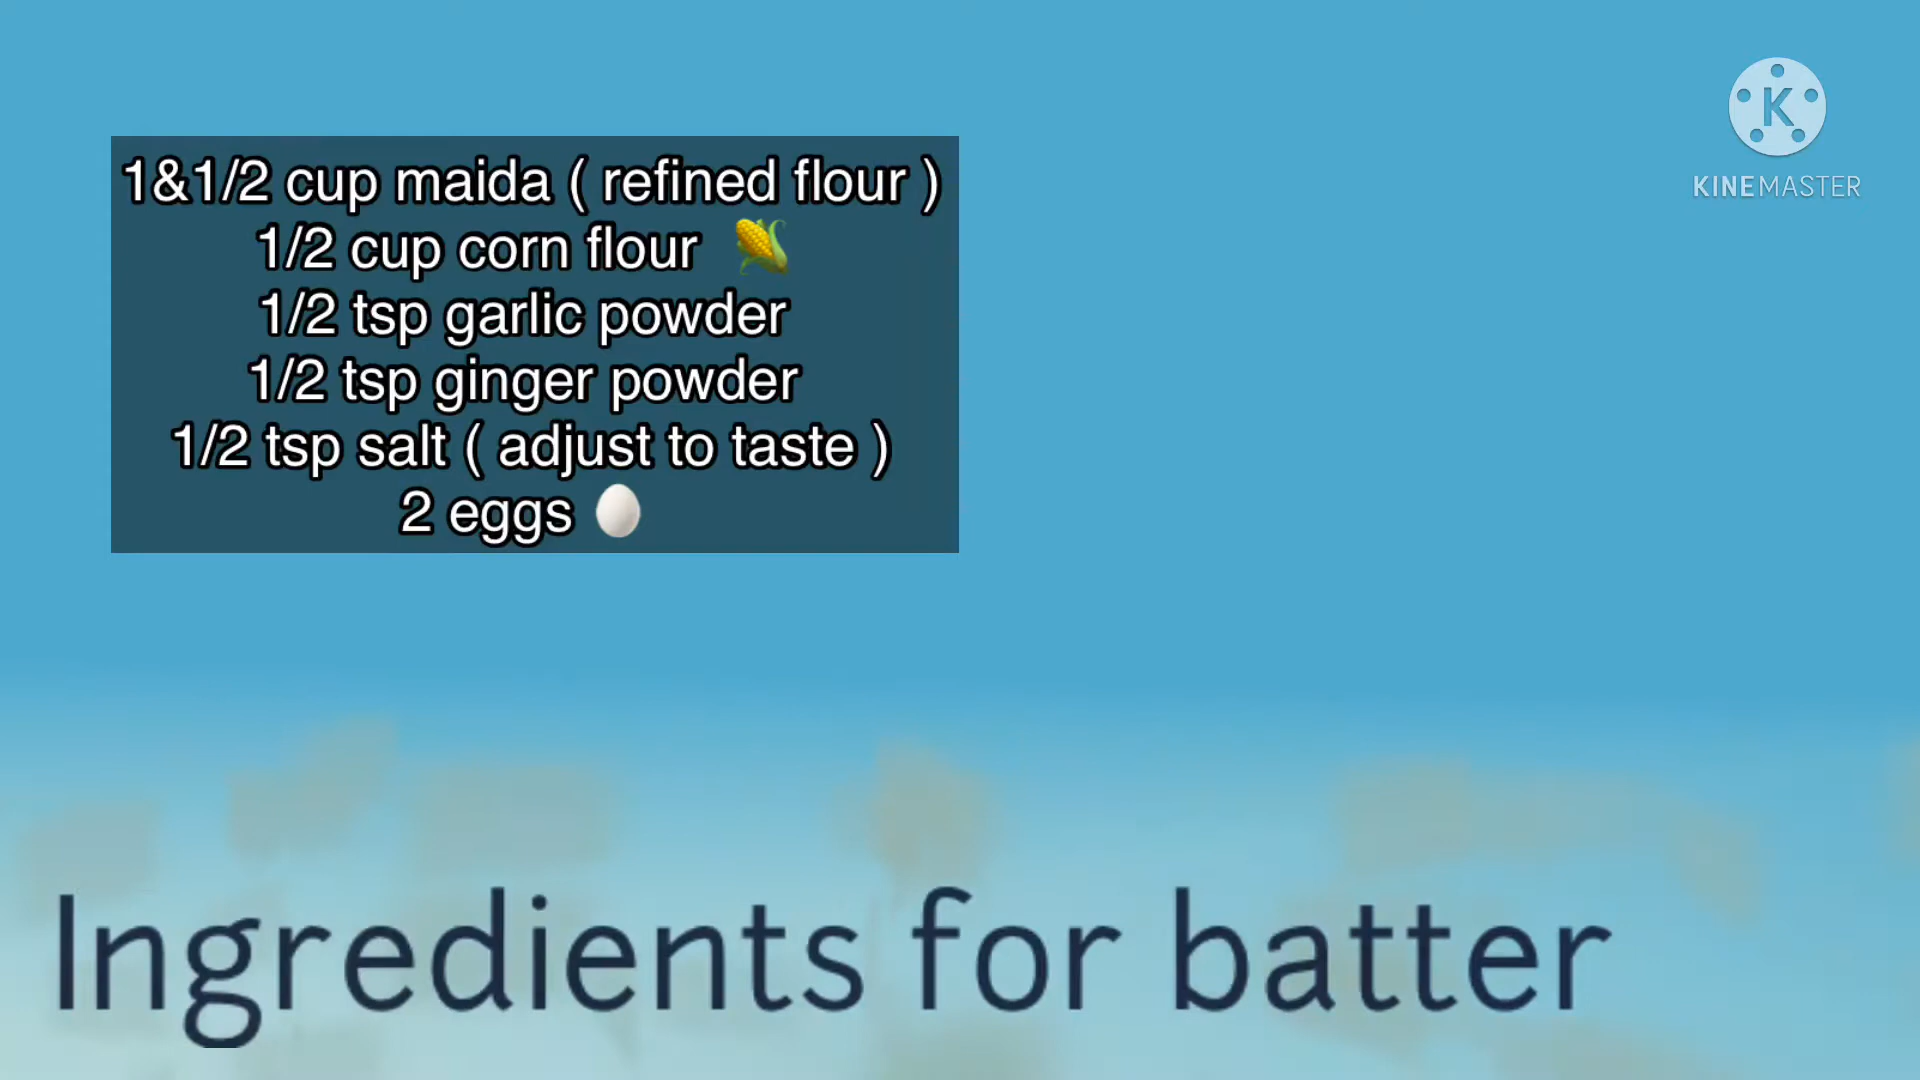 1&1/2 cup maida ( refined flour )
1/2 cup corn flour 🌽
1/2 tsp garlic powder
1/2 tsp ginger powder
1/2 tsp salt ( adjust to taste )
2 eggs 🥚
K
KINEMASTER
Ingredients for batter